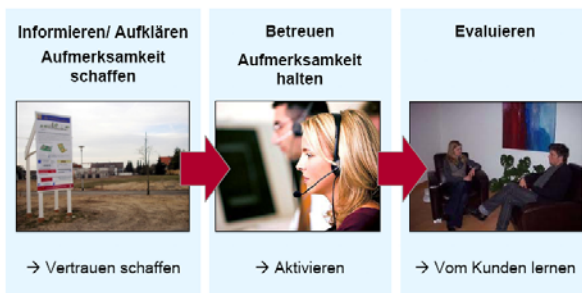 Informieren/ Aufklären
Aufmerksamkeit
schaffen
→ Vertrauen schaffen
Betreuen
Aufmerksamkeit
halten
→ Aktivieren
Evaluieren
→ Vom Kunden lernen